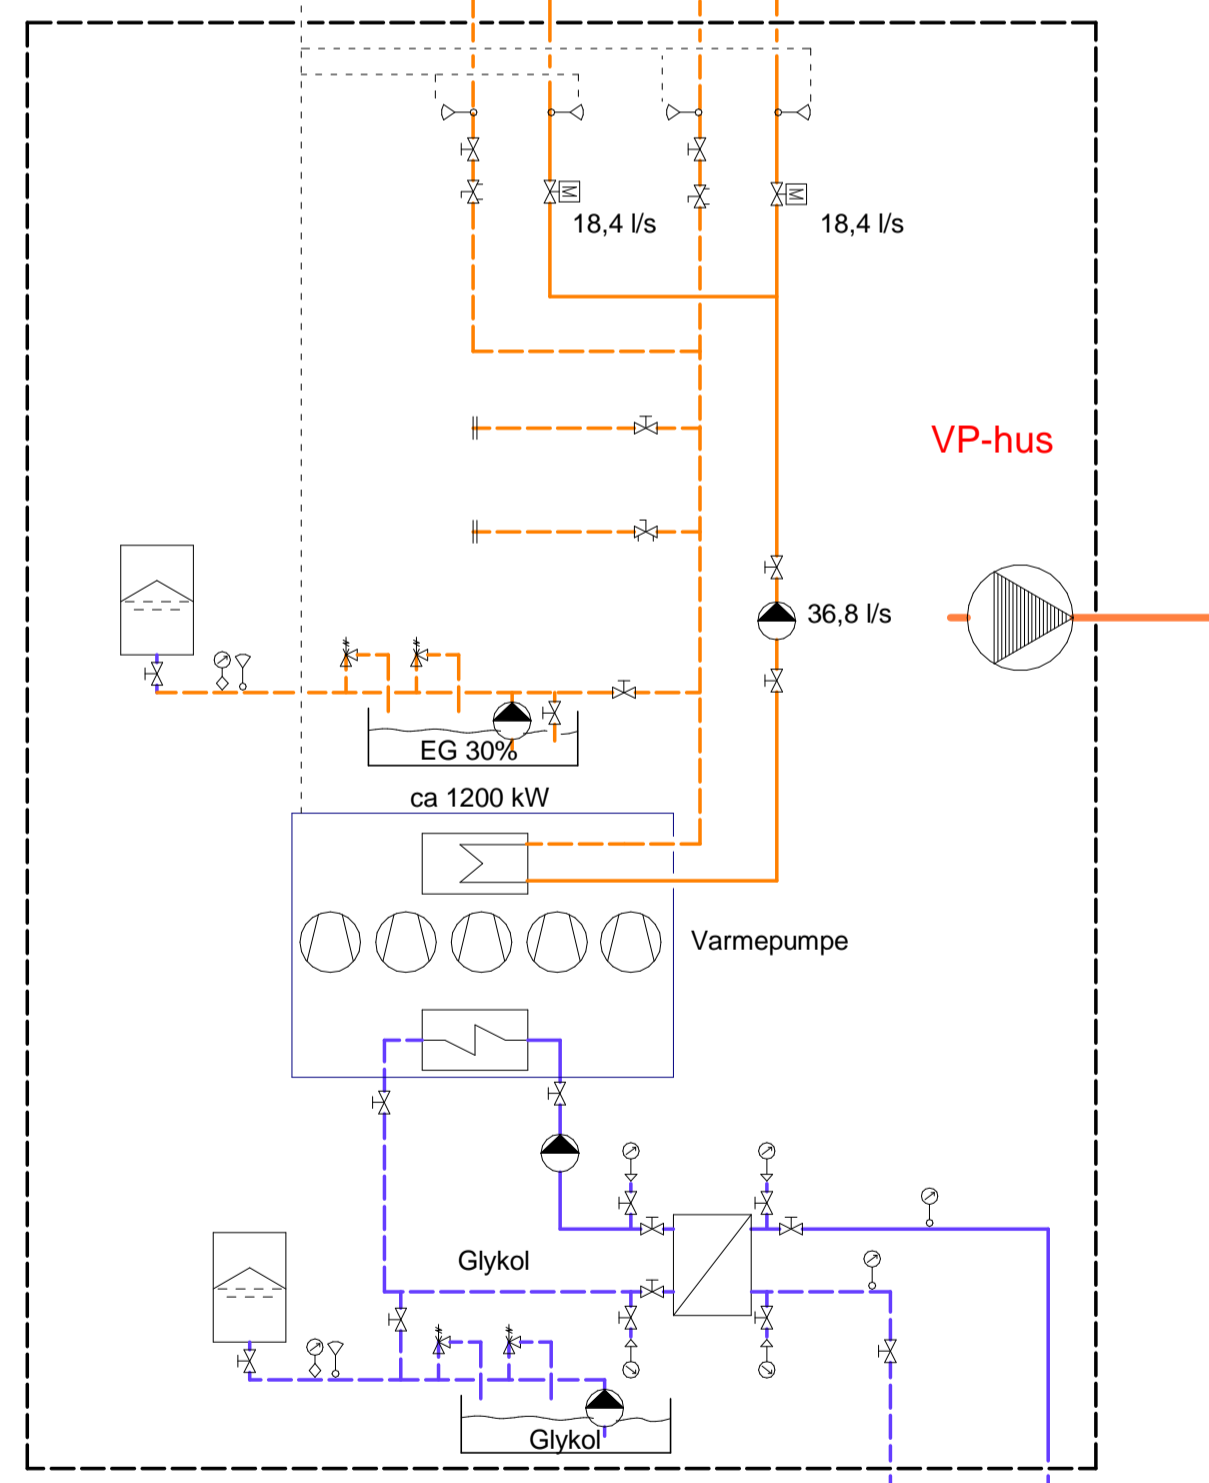 M
M
18,4 l/s
18,4 l/s
VP-hus
36,8 l/s
EG 30%
ca 1200 kW
Varmepumpe
Glykol
Glykol